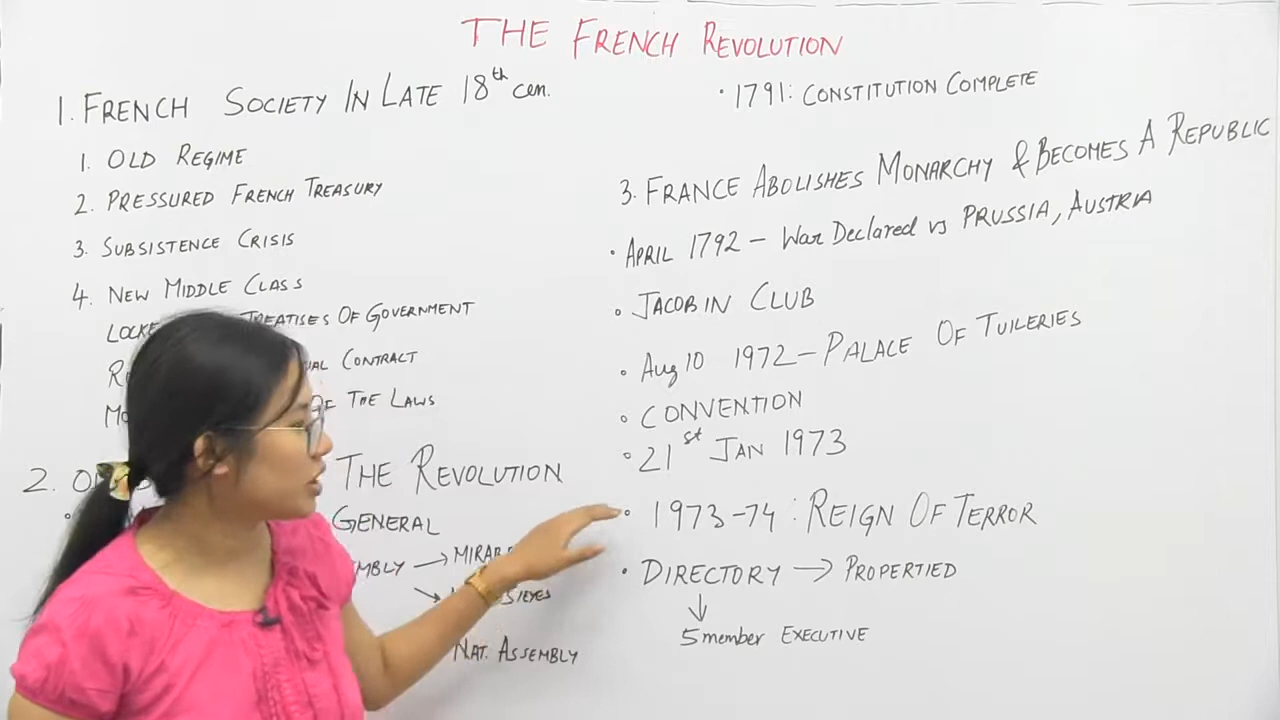 THE FRENCH REVOLUTION
1. FRENCH SOCIETY IN LATE 18th cen.
1. OLD REGIME
2. PRESSURED FRENCH TREASURY
3. SUBSISTENCE CRISIS
4. NEW MIDDLE CLASS
LOCKE TREATISES OF GOVERNMENT
CONTRACT
OF THE LAWS
2. THE REVOLUTION
GENERAL
→ MIRAB
NAT. ASSEMBLY
• 1791: CONSTITUTION COMPLETE
3. FRANCE ABOLISHES MONARCHY & BECOMES A REPUBLIC
• APRIL 1792 - War Declared vs PRUSSIA, AUSTRIA
• JACOBIN CLUB
• Aug 10 1972 - PALACE OF TUILERIES
• CONVENTION
• 21st JAN 1973
• 1973-74: REIGN OF TERROR
• DIRECTORY → PROPERTIED
↓
5 member EXECUTIVE